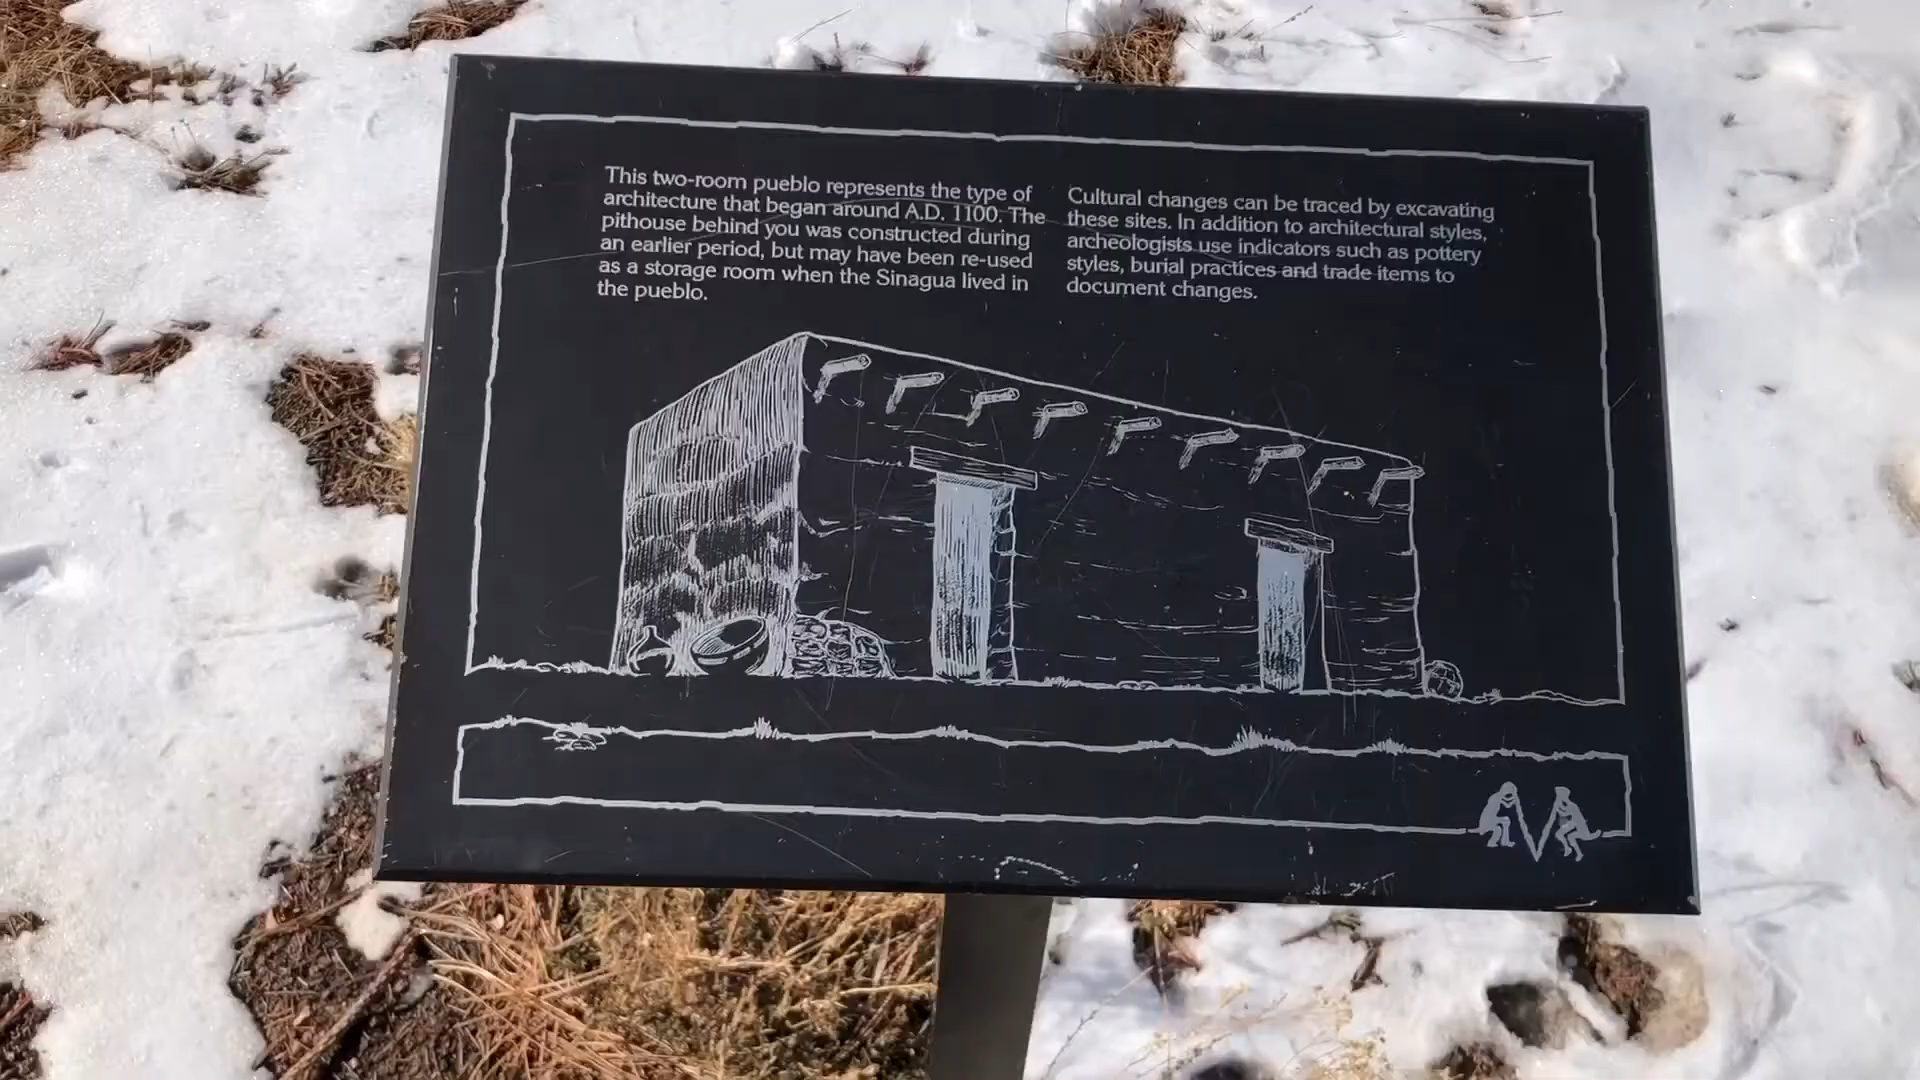 This two-room pueblo represents the type of
architecture that began around A.D. 1100. The
pithouse behind you was constructed during
an earlier period, but may have been re-used
as a storage room when the Sinagua lived in
the pueblo.
Cultural changes can be traced by excavating
these sites. In addition to architectural styles,
archeologists use indicators such as pottery
styles, burial practices and trade items to
document changes.